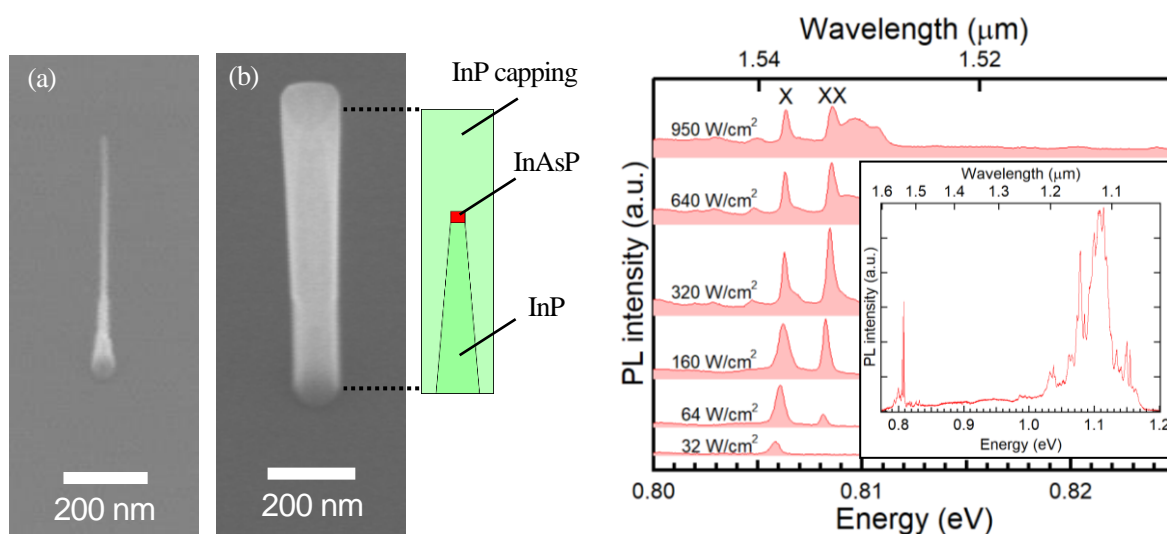 (a)
200 nm
(b)
200 nm
InP capping
InAsP
InP
Wavelength (μm)
1.54 1.52
X XX
950 W/cm²
640 W/cm²
320 W/cm²
160 W/cm²
64 W/cm²
32 W/cm²
PL intensity (a.u.)
0.80 0.81 0.82
Energy (eV)
Wavelength (μm)
1.6 1.5 1.4 1.3 1.2 1.1
PL intensity (a.u.)
0.8 0.9 1.0 1.1 1.2
Energy (eV)